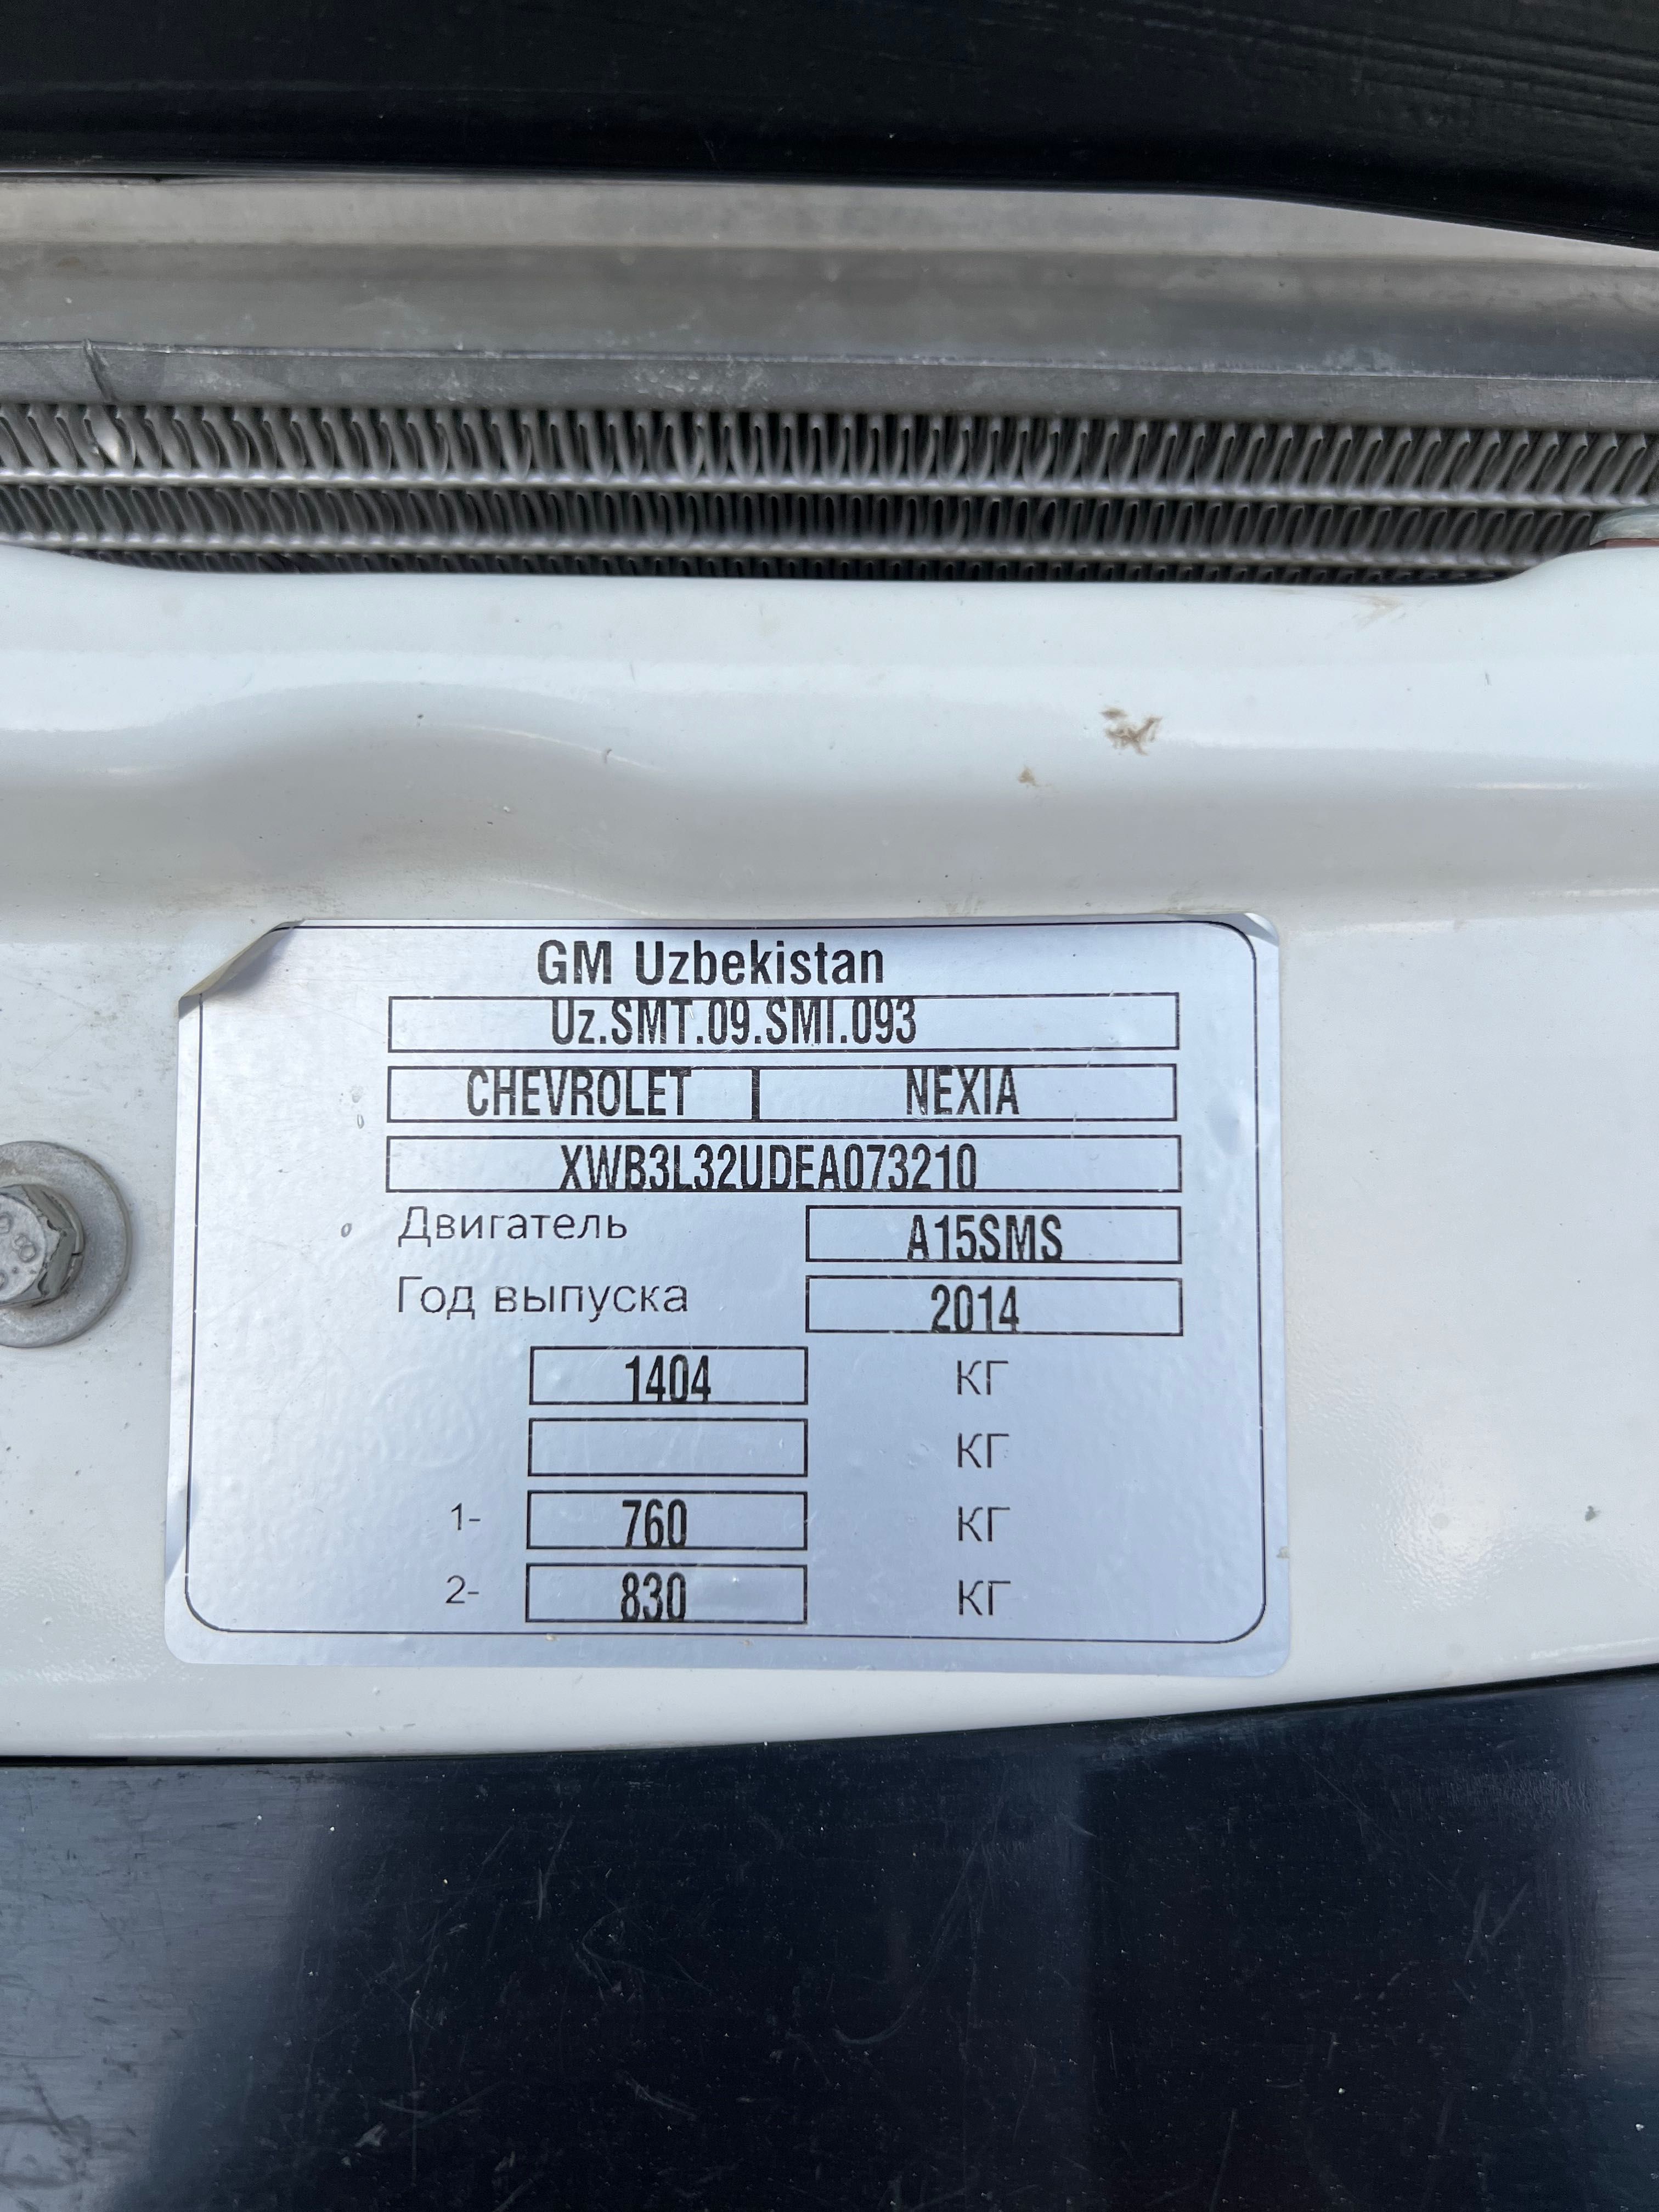 GM Uzbekistan
Uz.SMT.09.SMI.093
CHEVROLET NEXIA
XWB3L32UDEA073210
Двигатель A15SMS
Год выпуска 2014
1404 КГ
КГ
1- 760 КГ
2- 830 КГ